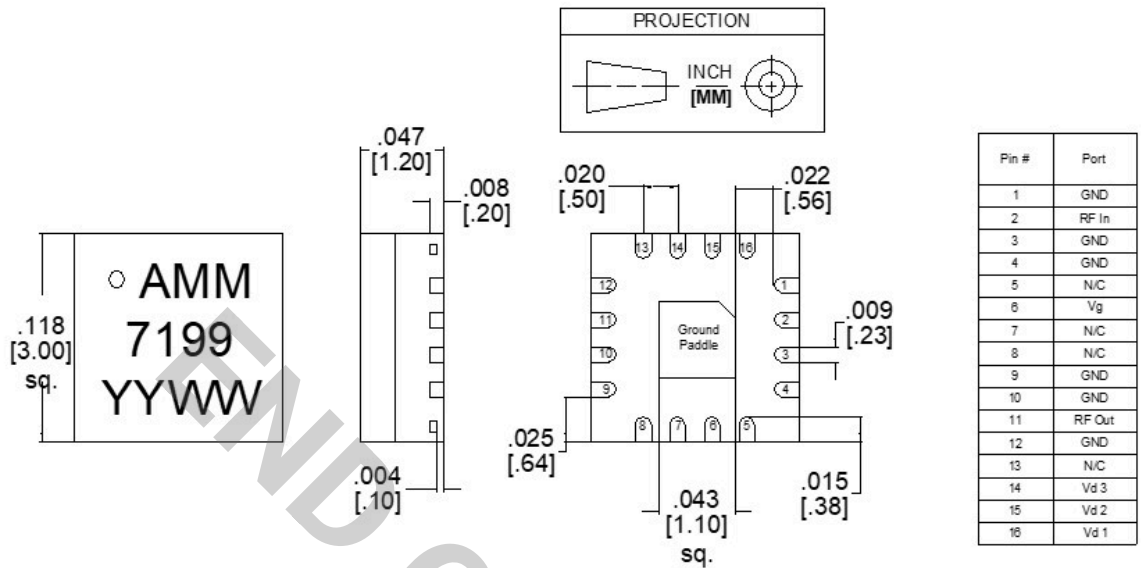 PROJECTION
INCH
[MM]
.047
[1.20]
.008
[.20]
.020
[.50]
.022
[.56]
AMM
7199
YYWW
.118
[3.00]
sq.
13 14 15 16
12
11
10
9
1
2
3
4
Ground
Paddle
8 7 6 5
.009
[.23]
.025
[.64]
.004
[.10]
.043
[1.10]
sq.
.015
[.38]
Pin # Port
1 GND
2 RF In
3 GND
4 GND
5 N/C
6 Vg
7 N/C
8 N/C
9 GND
10 GND
11 RF Out
12 GND
13 N/C
14 Vd 3
15 Vd 2
16 Vd 1
END